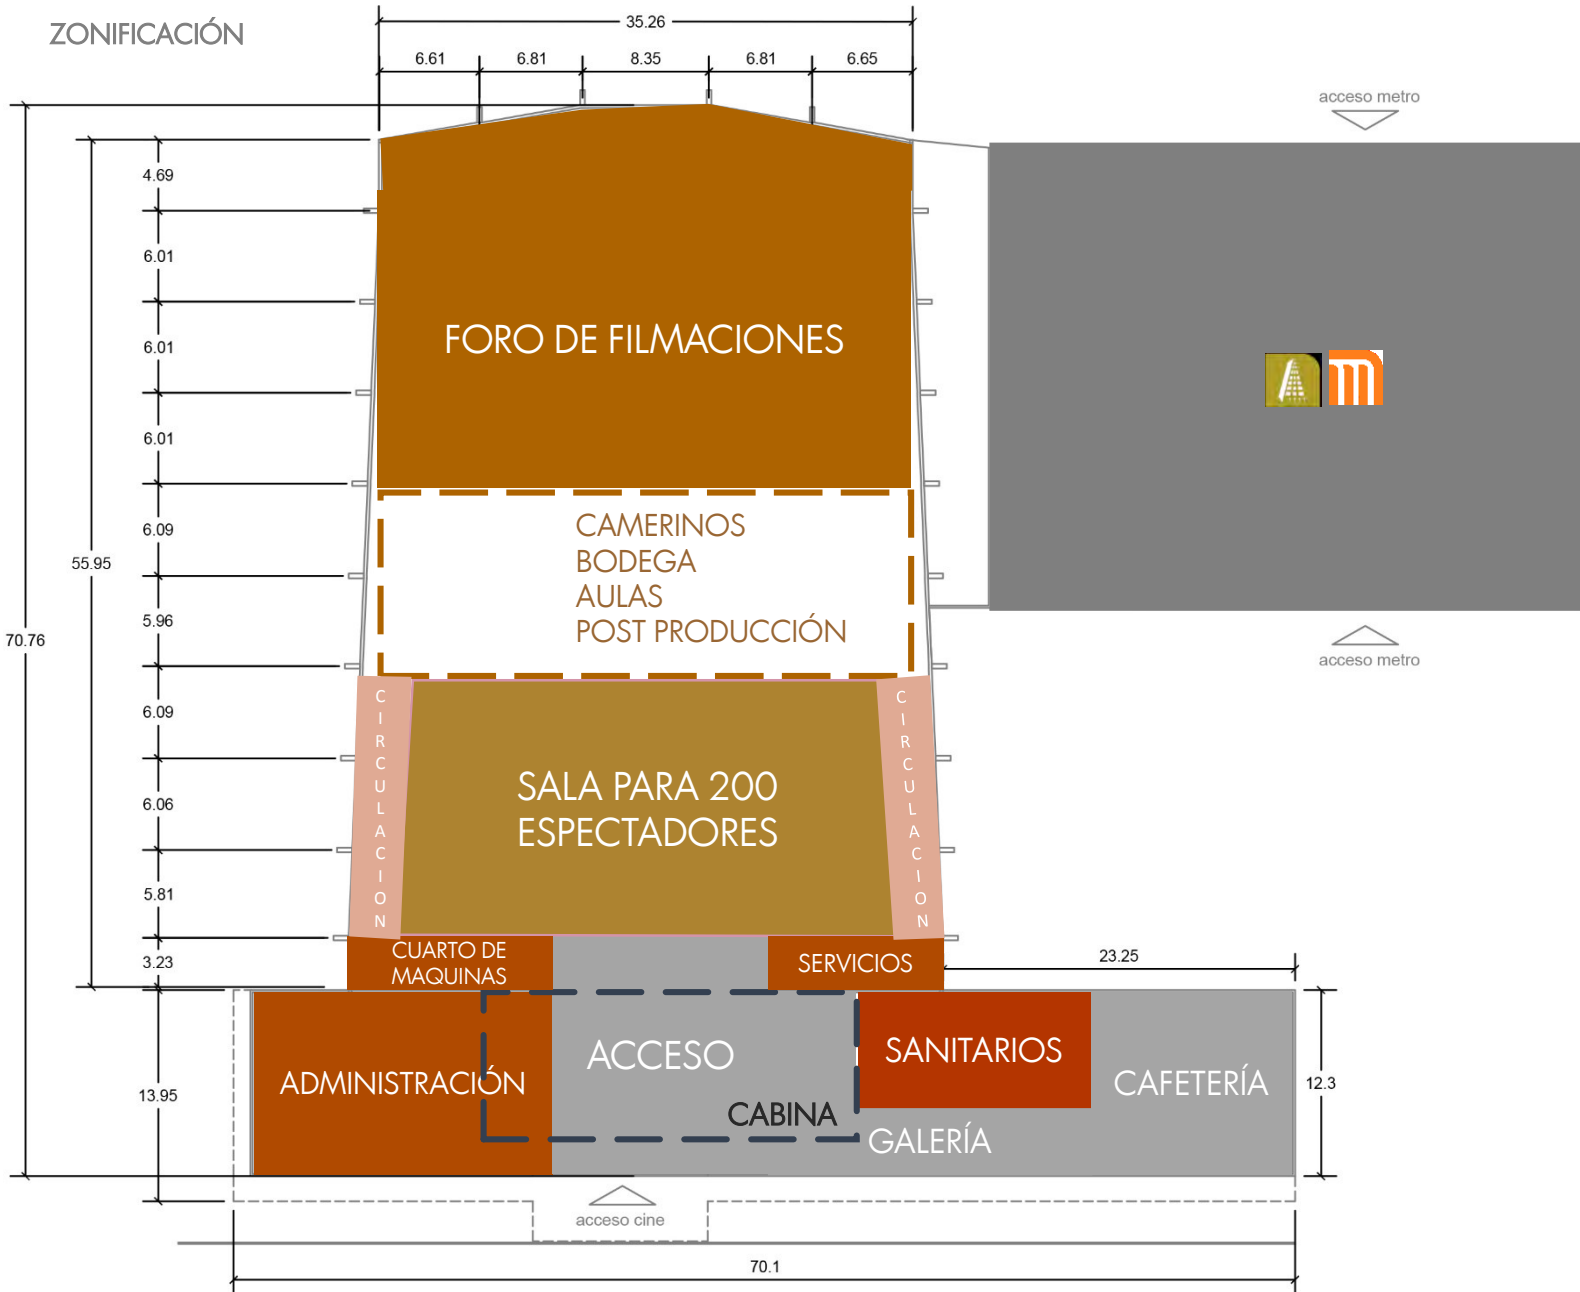 ZONIFICACIÓN
35.26
6.61
6.81
8.35
6.81
6.65
acceso metro
4.69
6.01
6.01
6.01
6.09
5.96
6.09
6.06
5.81
3.23
55.95
70.76
13.95
FORO DE FILMACIONES
CAMERINOS
BODEGA
AULAS
POST PRODUCCIÓN
acceso metro
CIRCULACION
SALA PARA 200
ESPECTADORES
CIRCULACION
CUARTO DE
MAQUINAS
SERVICIOS
23.25
ADMINISTRACIÓN
ACCESO
CABINA
SANITARIOS
GALERÍA
CAFETERÍA
12.3
acceso cine
70.1